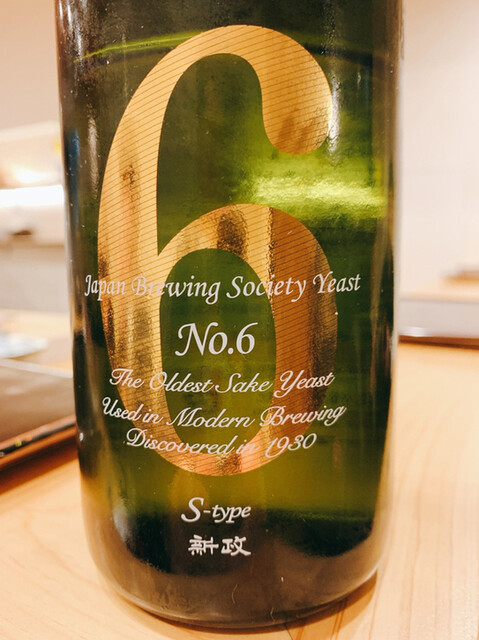 6
Japan Brewing Society Yeast
No.6
The Oldest Sake Yeast
Used in Modern Brewing
Discovered in 1930
S-type
新政